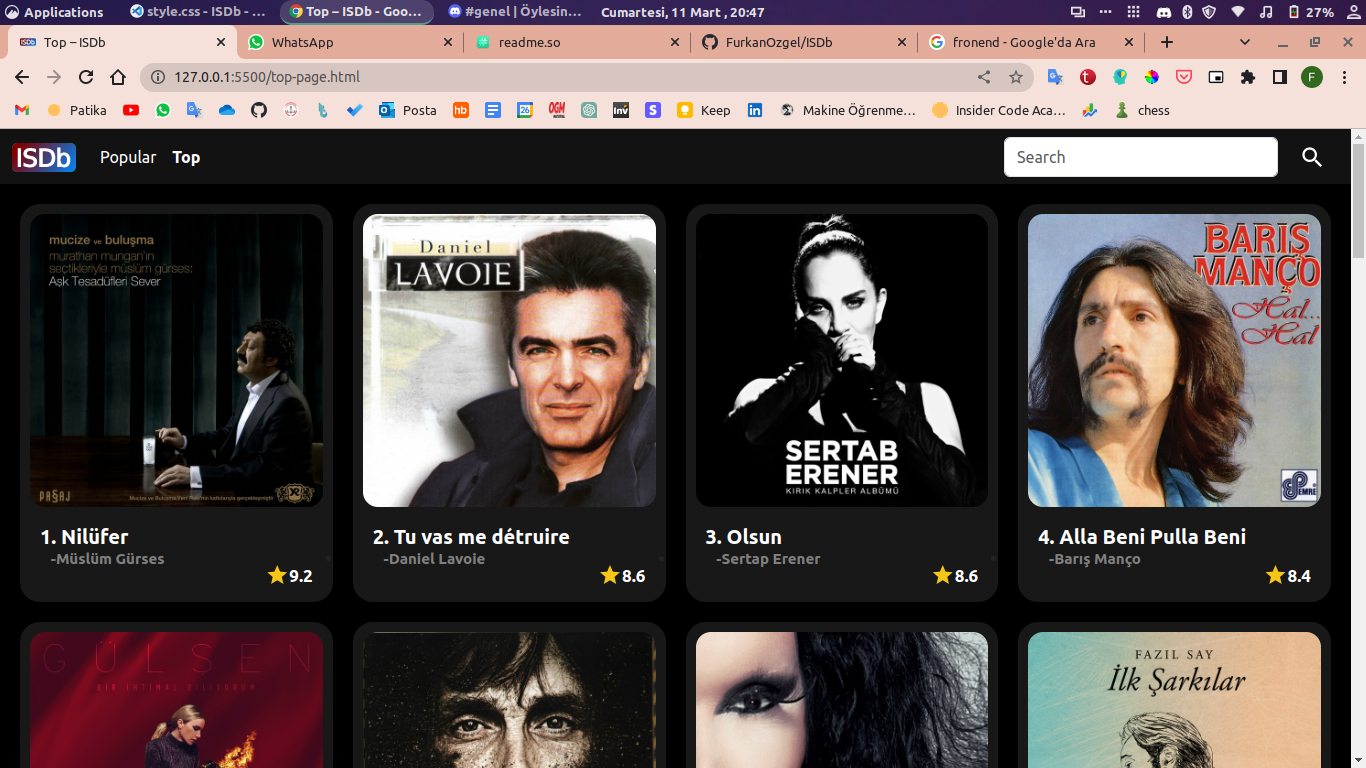 Applications
style.css - ISDb - ...
Top – ISDb - Goo...
#genel | Öylesin...
Cumartesi, 11 Mart , 20:47
27%
Top – ISDb
WhatsApp
readme.so
FurkanOzgel/ISDb
fronend - Google'da Ara
127.0.0.1:5500/top-page.html
F
Patika
Posta
hb
26
OGM
Inv
S
Keep
Makine Öğrenme...
Insider Code Aca...
chess
ISDb
Popular
Top
Search
mucize ve buluşma
murathan mungan'ın
seçtikleriyle müslüm gürses:
Aşk Tesadüfleri Sever
PASAJ
Daniel
LAVOIE
SERTAB
ERENER
KIRIK KALPLER ALBÜMÜ
BARIŞ
MANÇO
Hal...
Hal
EMRE
1. Nilüfer
-Müslüm Gürses
9.2
2. Tu vas me détruire
-Daniel Lavoie
8.6
3. Olsun
-Sertap Erener
8.6
4. Alla Beni Pulla Beni
-Barış Manço
8.4
GÜLŞEN
BİR İHTİMAL BİLİYORUM
FAZIL SAY
İlk Şarkılar